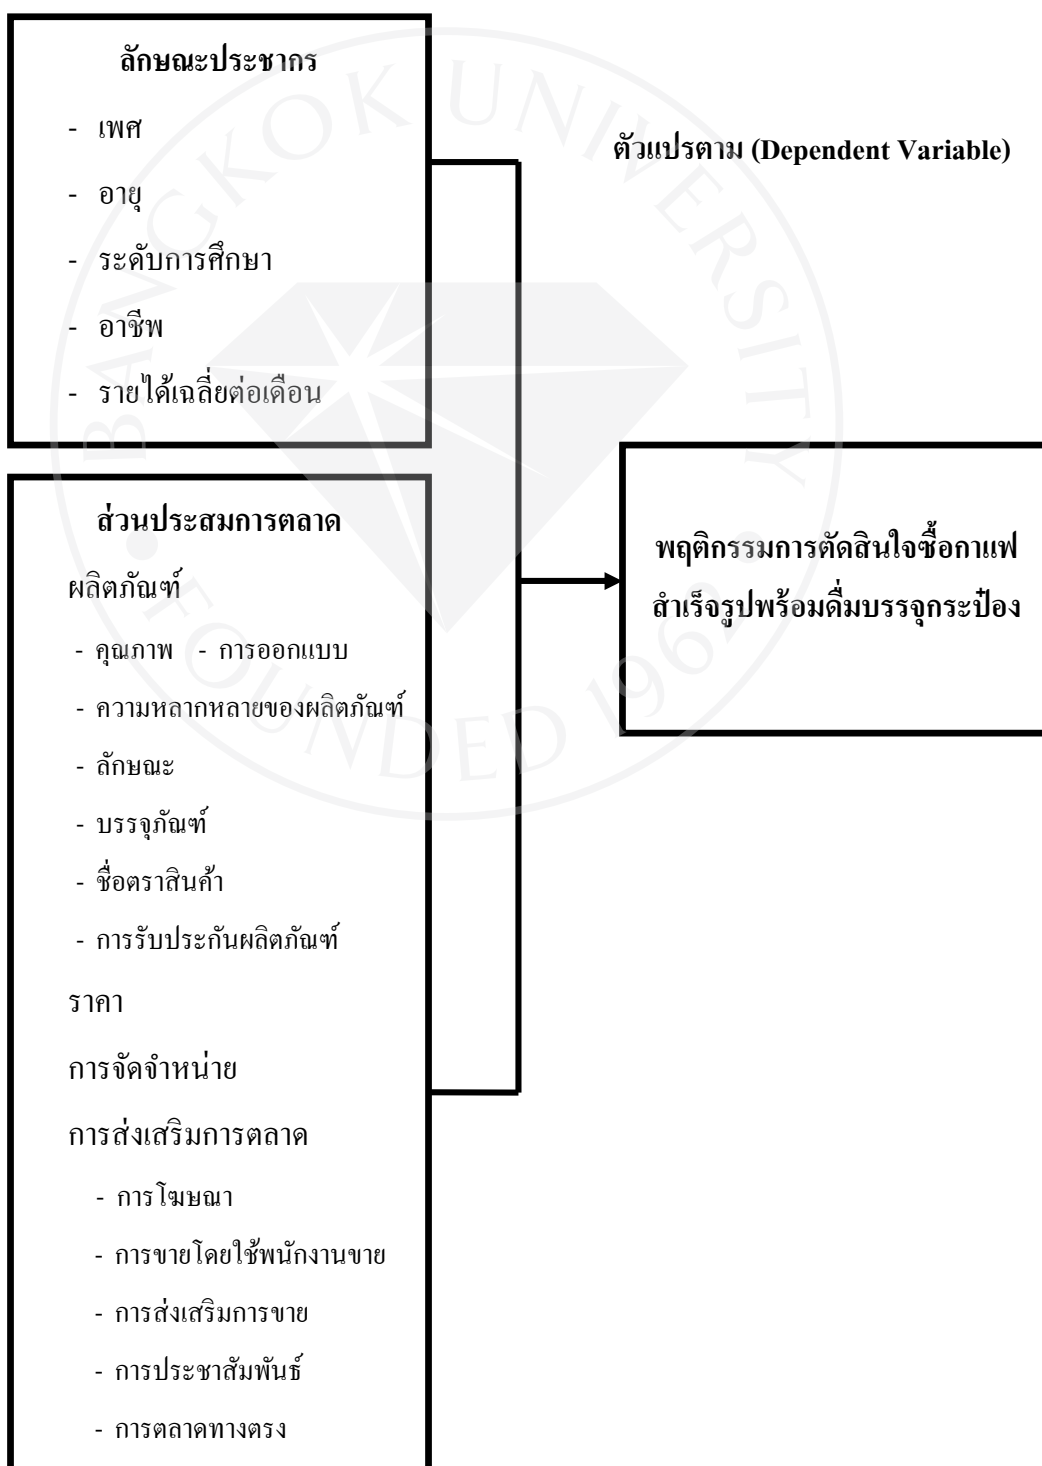 ลักษณะประชากร
- เพศ
- อายุ
- ระดับการศึกษา
- อาชีพ
- รายได้เฉลี่ยต่อเดือน
ตัวแปรตาม (Dependent Variable)
ส่วนประสมการตลาด
ผลิตภัณฑ์
- คุณภาพ - การออกแบบ
- ความหลากหลายของผลิตภัณฑ์
- ลักษณะ
- บรรจุภัณฑ์
- ชื่อตราสินค้า
- การรับประกันผลิตภัณฑ์
ราคา
การจัดจำหน่าย
การส่งเสริมการตลาด
- การโฆษณา
- การขายโดยใช้พนักงานขาย
- การส่งเสริมการขาย
- การประชาสัมพันธ์
- การตลาดทางตรง
พฤติกรรมการตัดสินใจซื้อกาแฟ
สำเร็จรูปพร้อมดื่มบรรจุกระป๋อง
BANGKOK UNIVERSITY
FOUNDED 1962